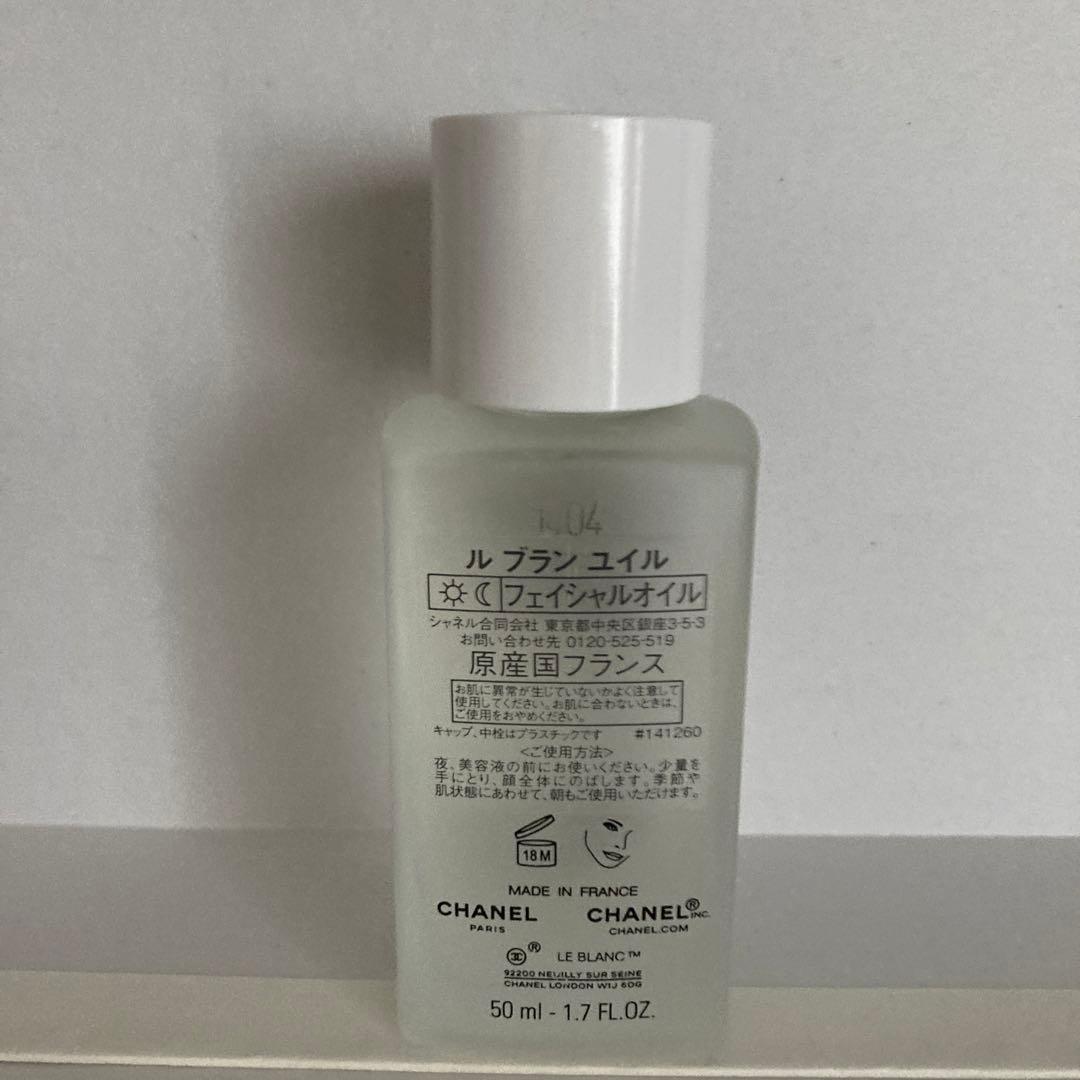 ル ブラン ユイル
フェイシャルオイル
シャネル合同会社 東京都中央区銀座3-5-3
お問い合わせ先 0120-525-519
原産国フランス
お肌に異常が生じていないかよく注意して
使用してください。お肌に合わないときは、
ご使用をおやめください。
キャップ、中栓はプラスチックです #141260
<ご使用方法>
夜、美容液の前にお使いください。少量を
手にとり、顔全体にのばします。季節や
肌状態にあわせて、朝もご使用いただけます。
18M
MADE IN FRANCE
CHANEL CHANEL® INC.
PARIS CHANEL.COM
® LE BLANC™
92200 NEUILLY SUR SEINE
CHANEL LONDON W1J 6DG
50 ml - 1.7 FL.OZ.